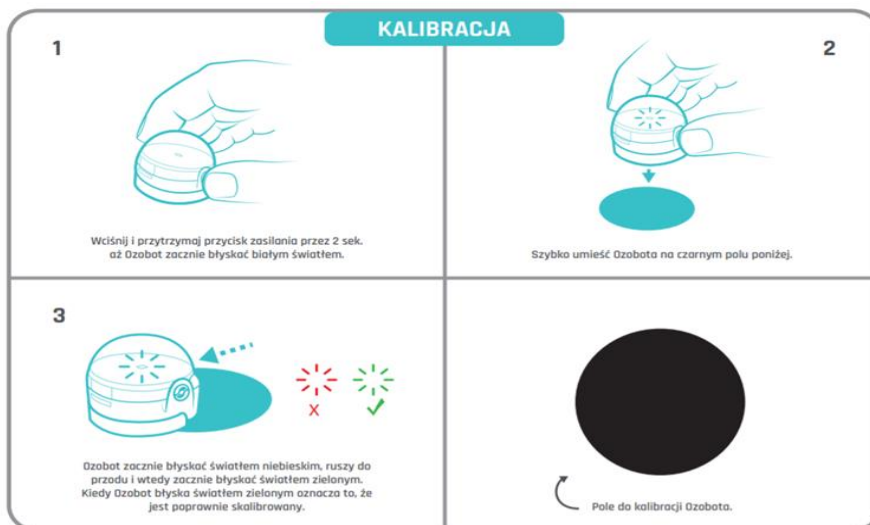 KALIBRACJA
1
Wciśnij i przytrzymaj przycisk zasilania przez 2 sek.
aż Ozobot zacznie błyskać białym światłem.
2
Szybko umieść Ozobota na czarnym polu poniżej.
3
X
Ozobot zacznie błyskać światłem niebieskim, ruszy do
przodu i wtedy zacznie błyskać światłem zielonym.
Kiedy Ozobot błyska światłem zielonym oznacza to, że
jest poprawnie skalibrowany.
Pole do kalibracji Ozobota.